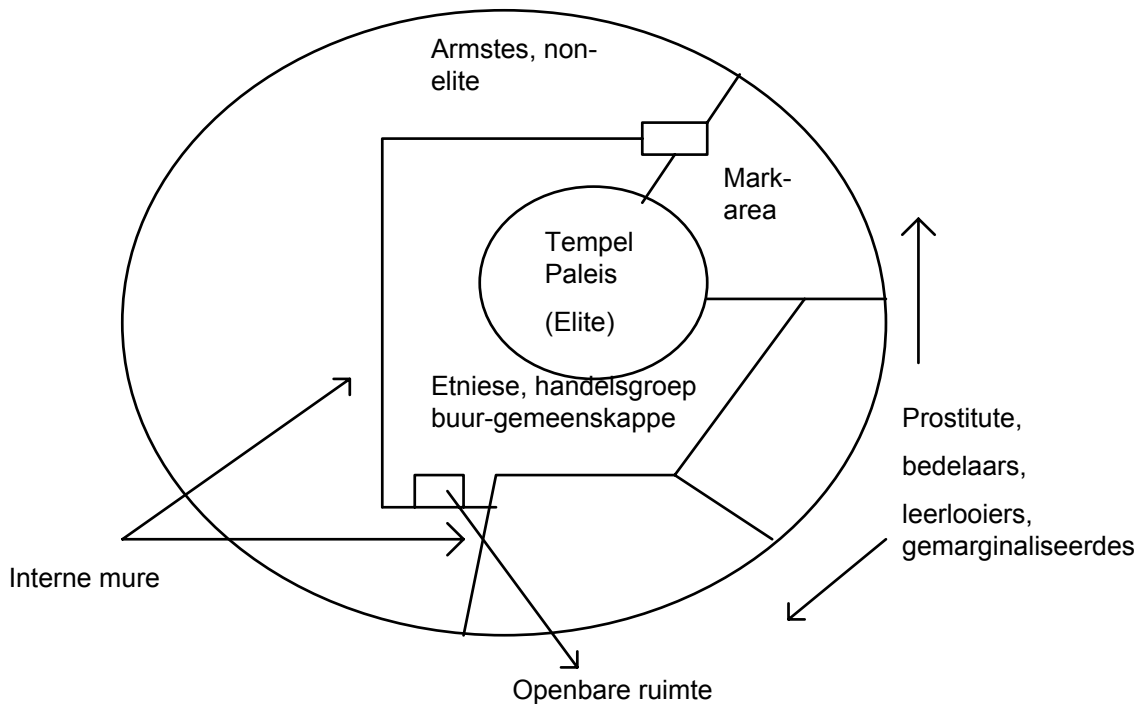 Armstes, non-
elite
Mark-
area
Tempel
Paleis
(Elite)
Etniese, handelsgroep
buur-gemeenskappe
Prostitute,
bedelaars,
leerlooiers,
gemarginaliseerdes
Interne mure
Openbare ruimte